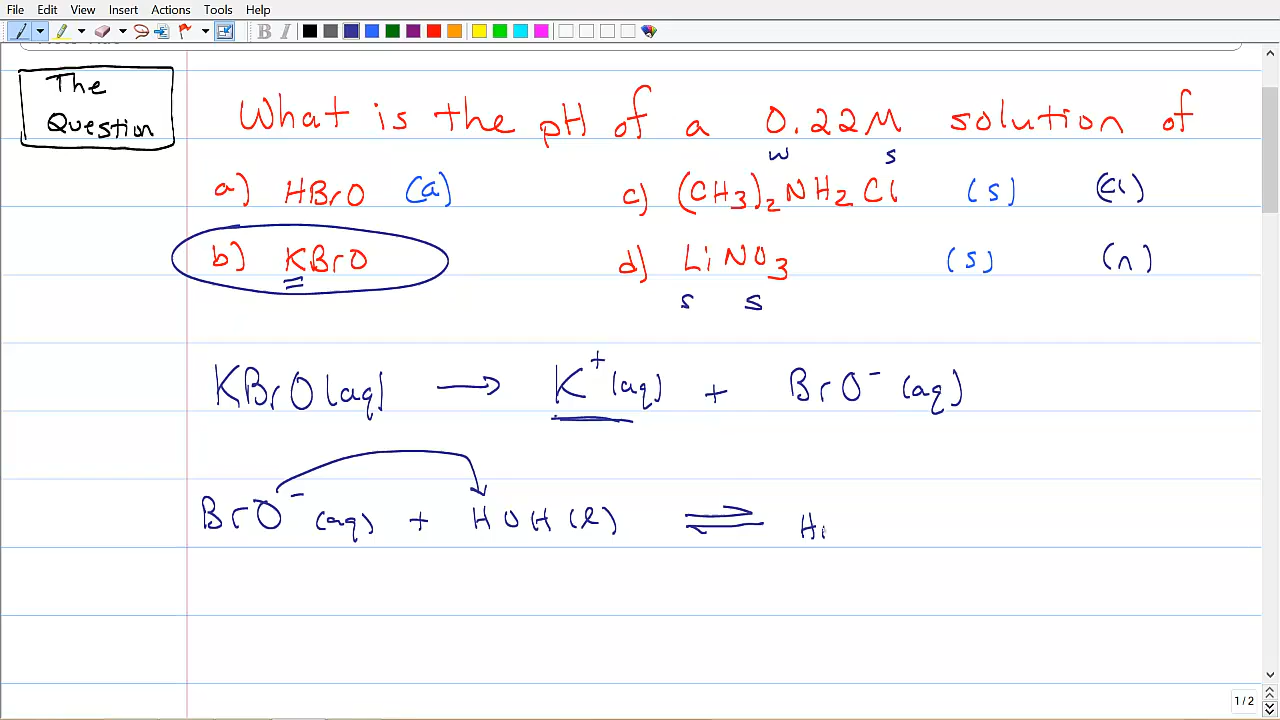 File Edit View Insert Actions Tools Help
B I
The
Question
What is the pH of a 0.22M solution of
w s
a) HBrO (a) c) (CH3)2NH2Cl (s) (a)
b) KBrO d) LiNO3 (s) (n)
s s
KBrO(aq) → K+(aq) + BrO-(aq)
BrO-(aq) + HOH(l) ⇌ H
1/2